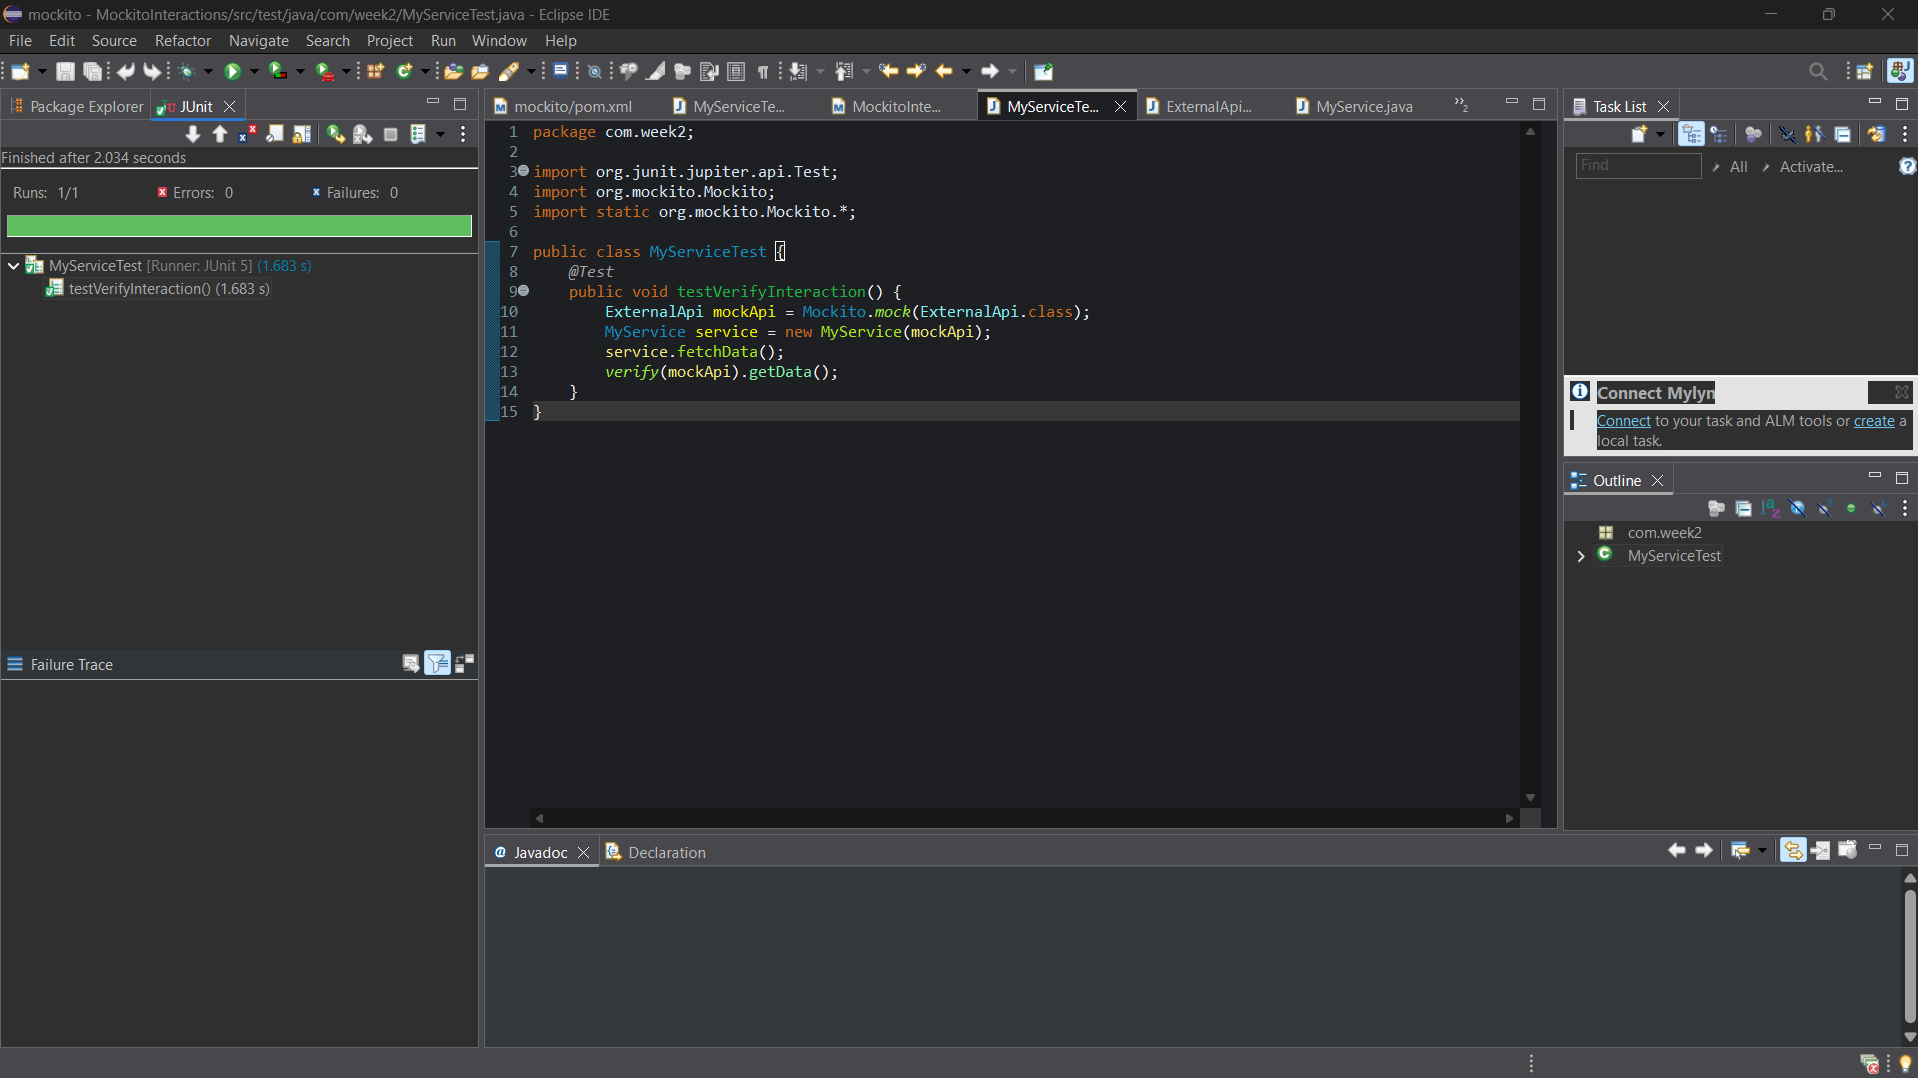 mockito - MockitoInteractions/src/test/java/com/week2/MyServiceTest.java - Eclipse IDE
File Edit Source Refactor Navigate Search Project Run Window Help
Package Explorer JUnit
Finished after 2.034 seconds
Runs: 1/1 Errors: 0 Failures: 0
MyServiceTest [Runner: JUnit 5] (1.683 s)
testVerifyInteraction() (1.683 s)
Failure Trace
mockito/pom.xml MyServiceTe... MockitoInte... MyServiceTe... ExternalApi... MyService.java »2
1 package com.week2;
2
3 import org.junit.jupiter.api.Test;
4 import org.mockito.Mockito;
5 import static org.mockito.Mockito.*;
6
7 public class MyServiceTest {
8 @Test
9 public void testVerifyInteraction() {
10 ExternalApi mockApi = Mockito.mock(ExternalApi.class);
11 MyService service = new MyService(mockApi);
12 service.fetchData();
13 verify(mockApi).getData();
14 }
15 }
@ Javadoc Declaration
Task List
Find All Activate...
Connect Mylyn
Connect to your task and ALM tools or create a
local task.
Outline
com.week2
MyServiceTest